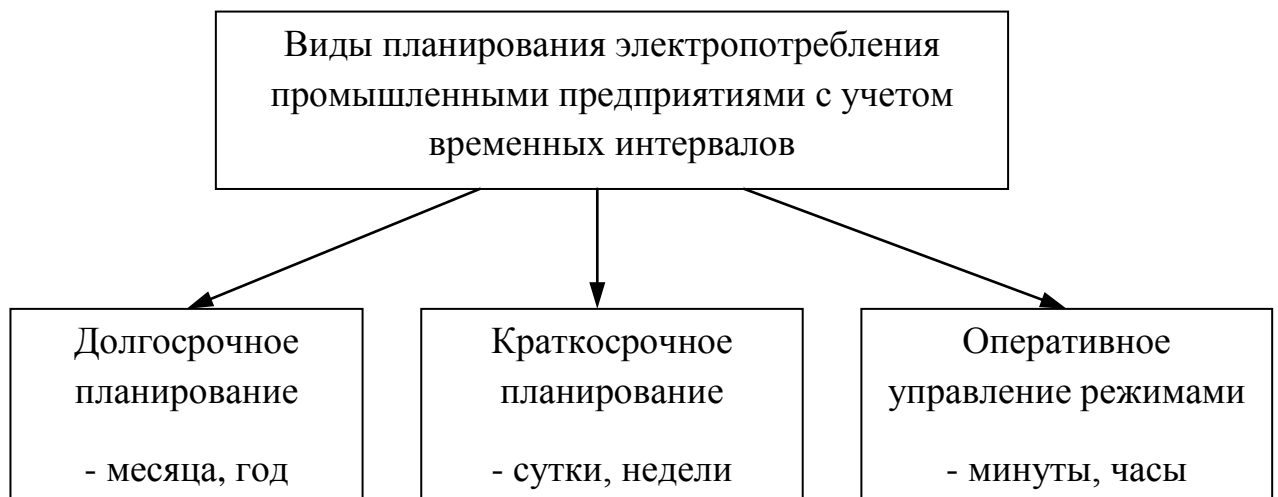 Виды планирования электропотребления
промышленными предприятиями с учетом
временных интервалов
Долгосрочное
планирование
- месяца, год
Краткосрочное
планирование
- сутки, недели
Оперативное
управление режимами
- минуты, часы